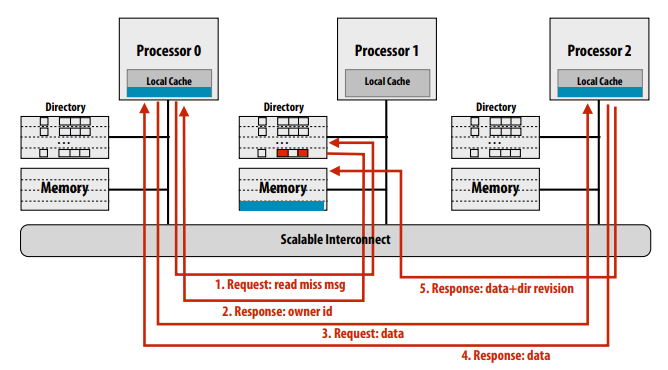 Processor 0
Local Cache
Processor 1
Local Cache
Processor 2
Local Cache
Directory
...
Memory
Directory
...
Memory
Directory
...
Memory
Scalable Interconnect
1. Request: read miss msg
2. Response: owner id
3. Request: data
4. Response: data
5. Response: data+dir revision